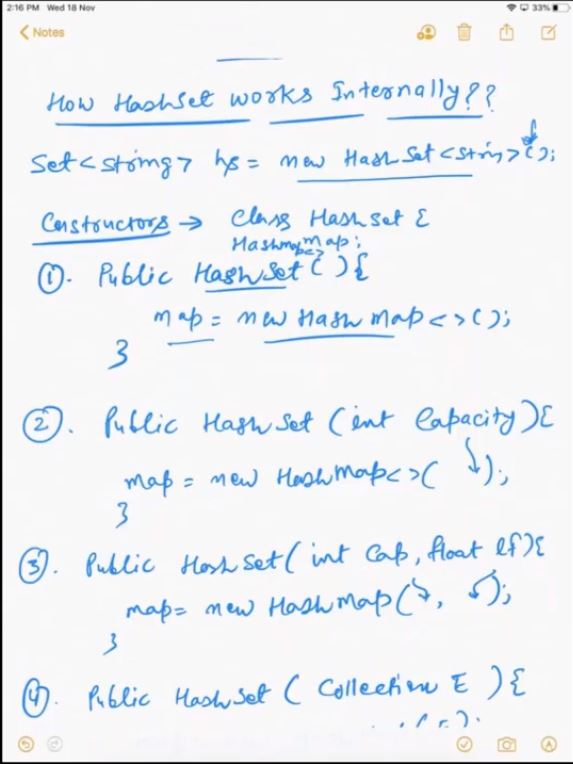 2:16 PM Wed 18 Nov 33%
Notes
How HashSet works Internally??
Set<string> hs = new HashSet<string>();
Constructors → Class HashSet {
Hashmap<> map;
①. Public HashSet(){
map = new HashMap<>();
}
②. Public HashSet (int Capacity){
map = new HashMap<>( );
}
③. Public HashSet( int Cap, float lf){
map= new HashMap( , );
}
④. Public HashSet ( Collection E ) {